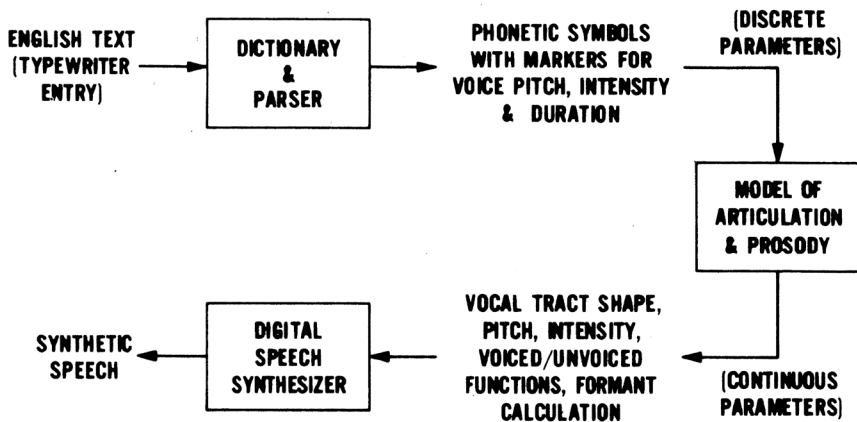 ENGLISH TEXT
(TYPEWRITER
ENTRY)
DICTIONARY
&
PARSER
PHONETIC SYMBOLS
WITH MARKERS FOR
VOICE PITCH, INTENSITY
& DURATION
(DISCRETE
PARAMETERS)
MODEL OF
ARTICULATION
& PROSODY
(CONTINUOUS
PARAMETERS)
VOCAL TRACT SHAPE,
PITCH, INTENSITY,
VOICED/UNVOICED
FUNCTIONS, FORMANT
CALCULATION
DIGITAL
SPEECH
SYNTHESIZER
SYNTHETIC
SPEECH